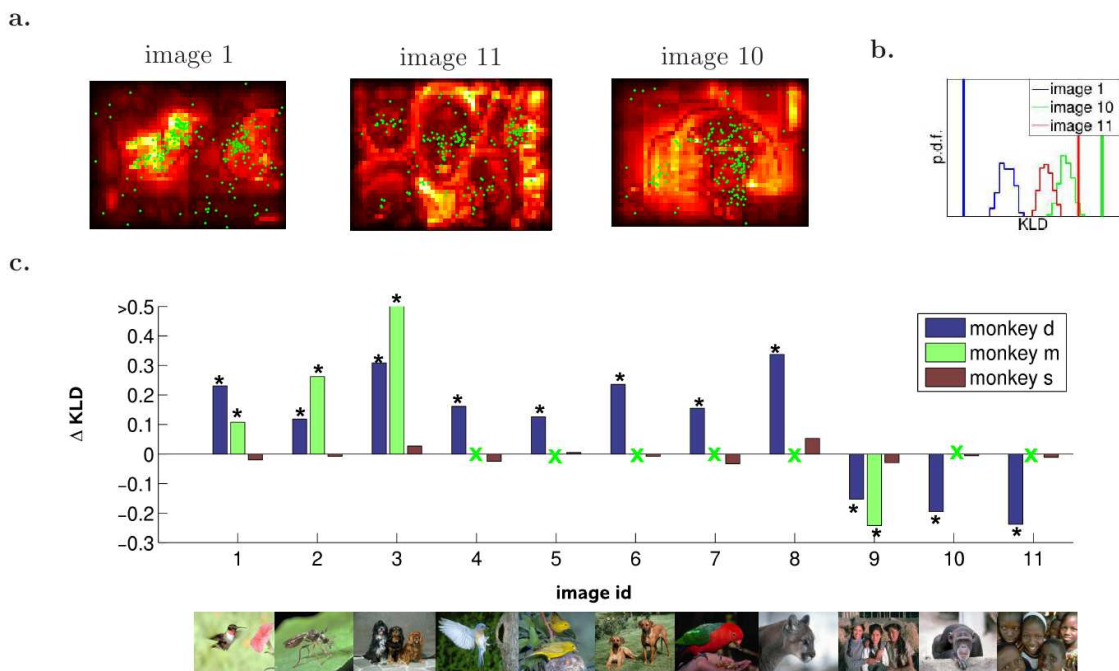 a.
image 1
image 11
image 10
b.
image 1
image 10
image 11
p.d.f.
KLD
c.
>0.5
0.4
0.3
0.2
0.1
0
−0.1
−0.2
−0.3
Δ KLD
monkey d
monkey m
monkey s
* * * * * * * * * * * * * *
x x x x x x x
1 2 3 4 5 6 7 8 9 10 11
image id